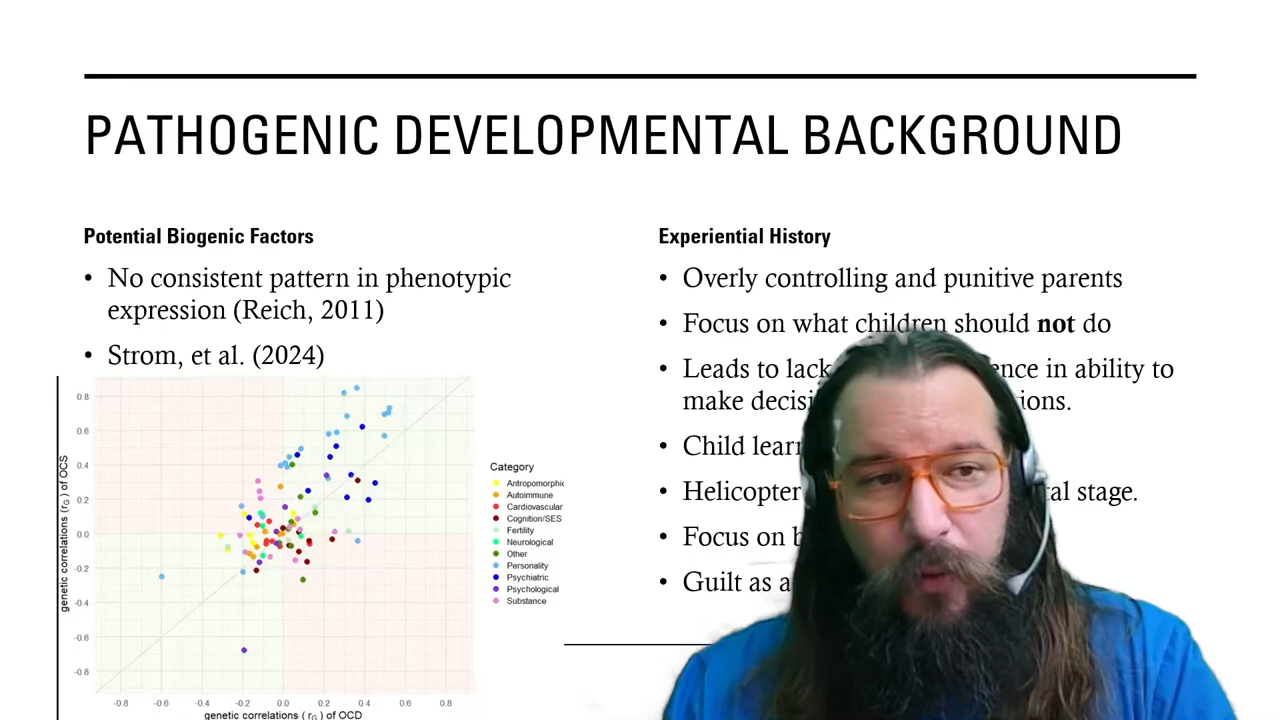 PATHOGENIC DEVELOPMENTAL BACKGROUND
Potential Biogenic Factors
• No consistent pattern in phenotypic
expression (Reich, 2011)
• Strom, et al. (2024)
0.8
0.6
0.4
0.2
0.0
-0.2
-0.4
-0.6
-0.8
genetic correlations (rG) of OCS
-0.8 -0.6 -0.4 -0.2 0.0 0.2 0.4 0.6 0.8
genetic correlations (rG) of OCD
Category
Antropomorphic
Autoimmune
Cardiovascular
Cognition/SES
Fertility
Neurological
Other
Personality
Psychiatric
Psychological
Substance
Experiential History
• Overly controlling and punitive parents
• Focus on what children should not do
• Leads to lack in ability to
make
• Child
• Helicopter stage.
• Focus on
• Guilt as a